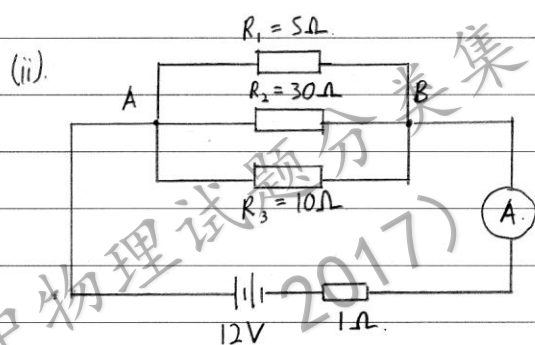 (ii).
R₁ = 5Ω
A
R₂ = 30Ω
B
R₃ = 10Ω
A
12V
1Ω
物理试题分类集
2017)